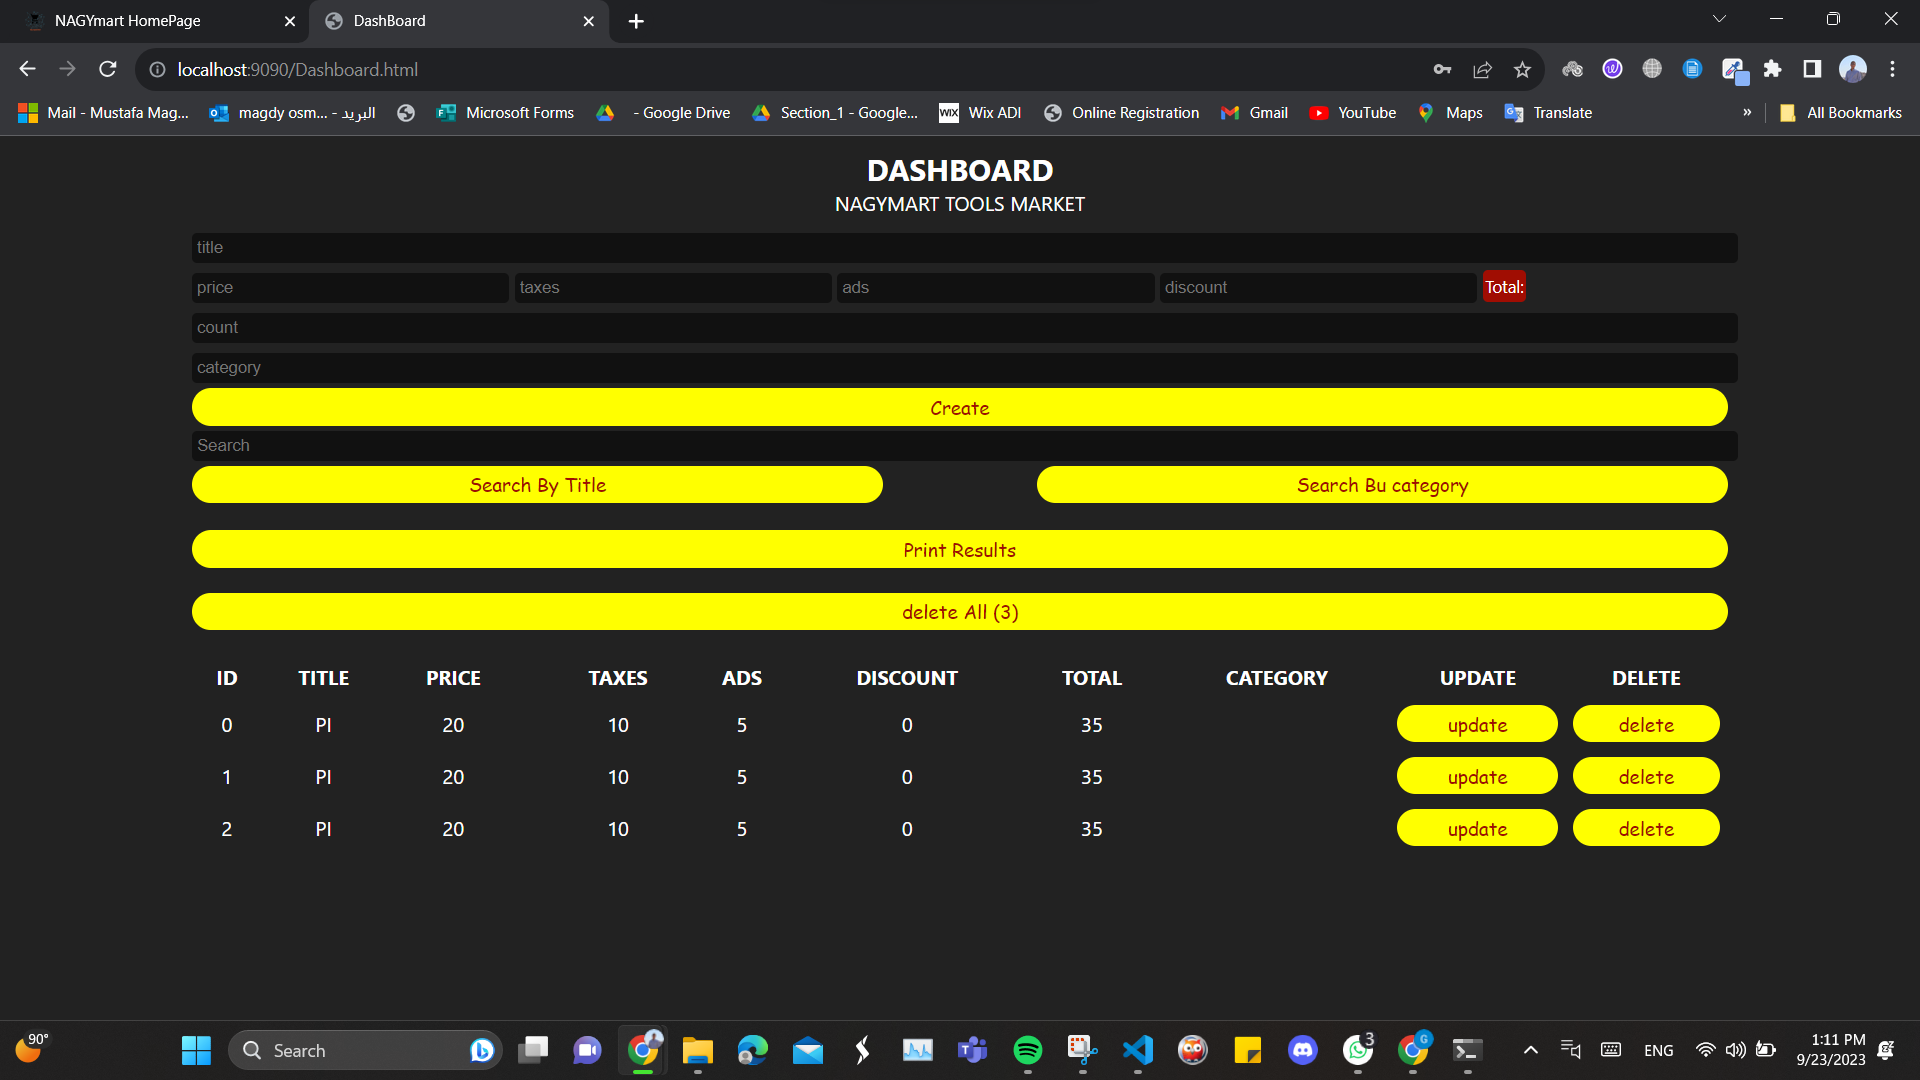 NAGYmart HomePage
DashBoard
localhost:9090/Dashboard.html
Mail - Mustafa Mag...
magdy osm... - البريد
Microsoft Forms
- Google Drive
Section_1 - Google...
WIX
Wix ADI
Online Registration
Gmail
YouTube
Maps
Translate
»
All Bookmarks
DASHBOARD
NAGYMART TOOLS MARKET
title
price taxes ads discount Total:
count
category
Create
Search
Search By Title Search Bu category
Print Results
delete All (3)
ID TITLE PRICE TAXES ADS DISCOUNT TOTAL CATEGORY UPDATE DELETE
0 PI 20 10 5 0 35 update delete
1 PI 20 10 5 0 35 update delete
2 PI 20 10 5 0 35 update delete
90°
Search
3
G
ENG
1:11 PM
9/23/2023